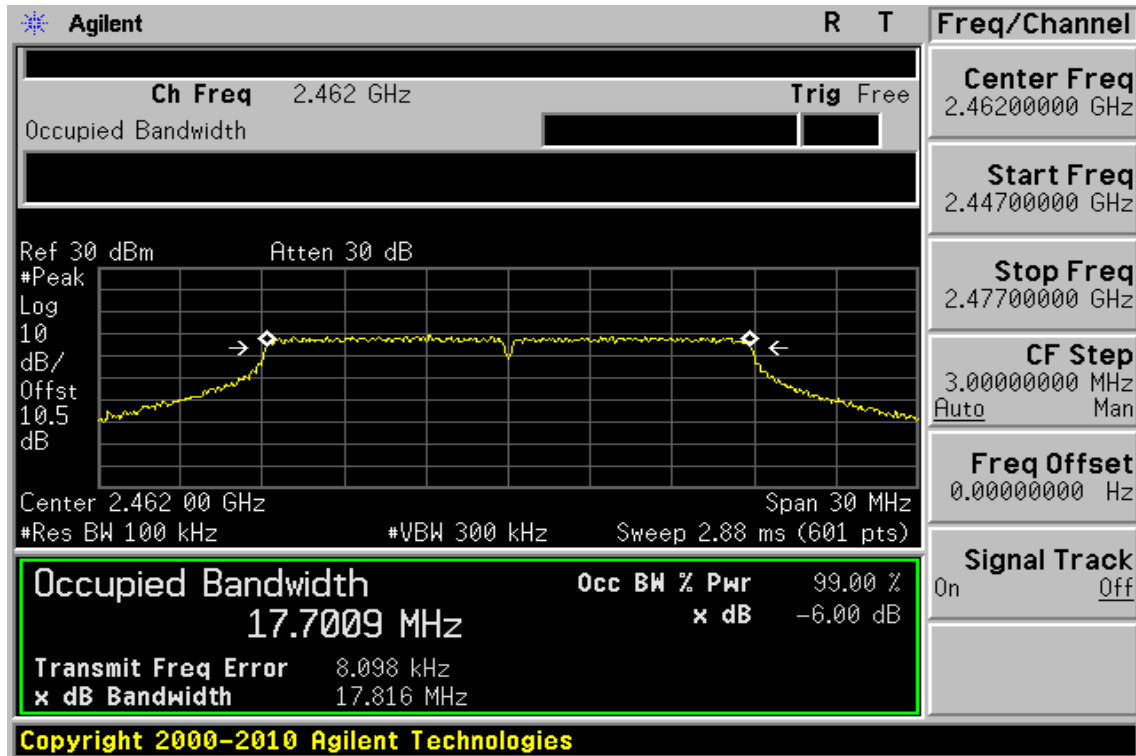 Agilent R T
Ch Freq 2.462 GHz Trig Free
Occupied Bandwidth
Ref 30 dBm Atten 30 dB
#Peak
Log
10
dB/
Offst
10.5
dB
Center 2.462 00 GHz Span 30 MHz
#Res BW 100 kHz #VBW 300 kHz Sweep 2.88 ms (601 pts)
Occupied Bandwidth Occ BW % Pwr 99.00 %
17.7009 MHz x dB -6.00 dB
Transmit Freq Error 8.098 kHz
x dB Bandwidth 17.816 MHz
Copyright 2000-2010 Agilent Technologies
Freq/Channel
Center Freq
2.46200000 GHz
Start Freq
2.44700000 GHz
Stop Freq
2.47700000 GHz
CF Step
3.00000000 MHz
Auto Man
Freq Offset
0.00000000 Hz
Signal Track
On Off